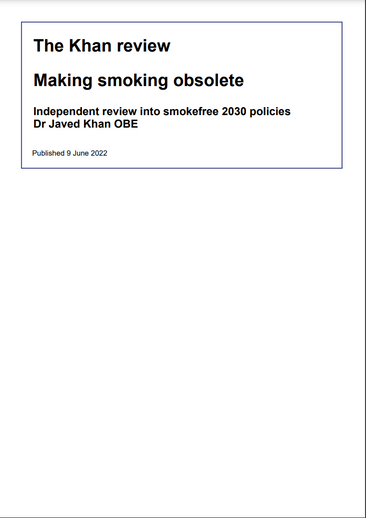 The Khan review
Making smoking obsolete
Independent review into smokefree 2030 policies
Dr Javed Khan OBE
Published 9 June 2022